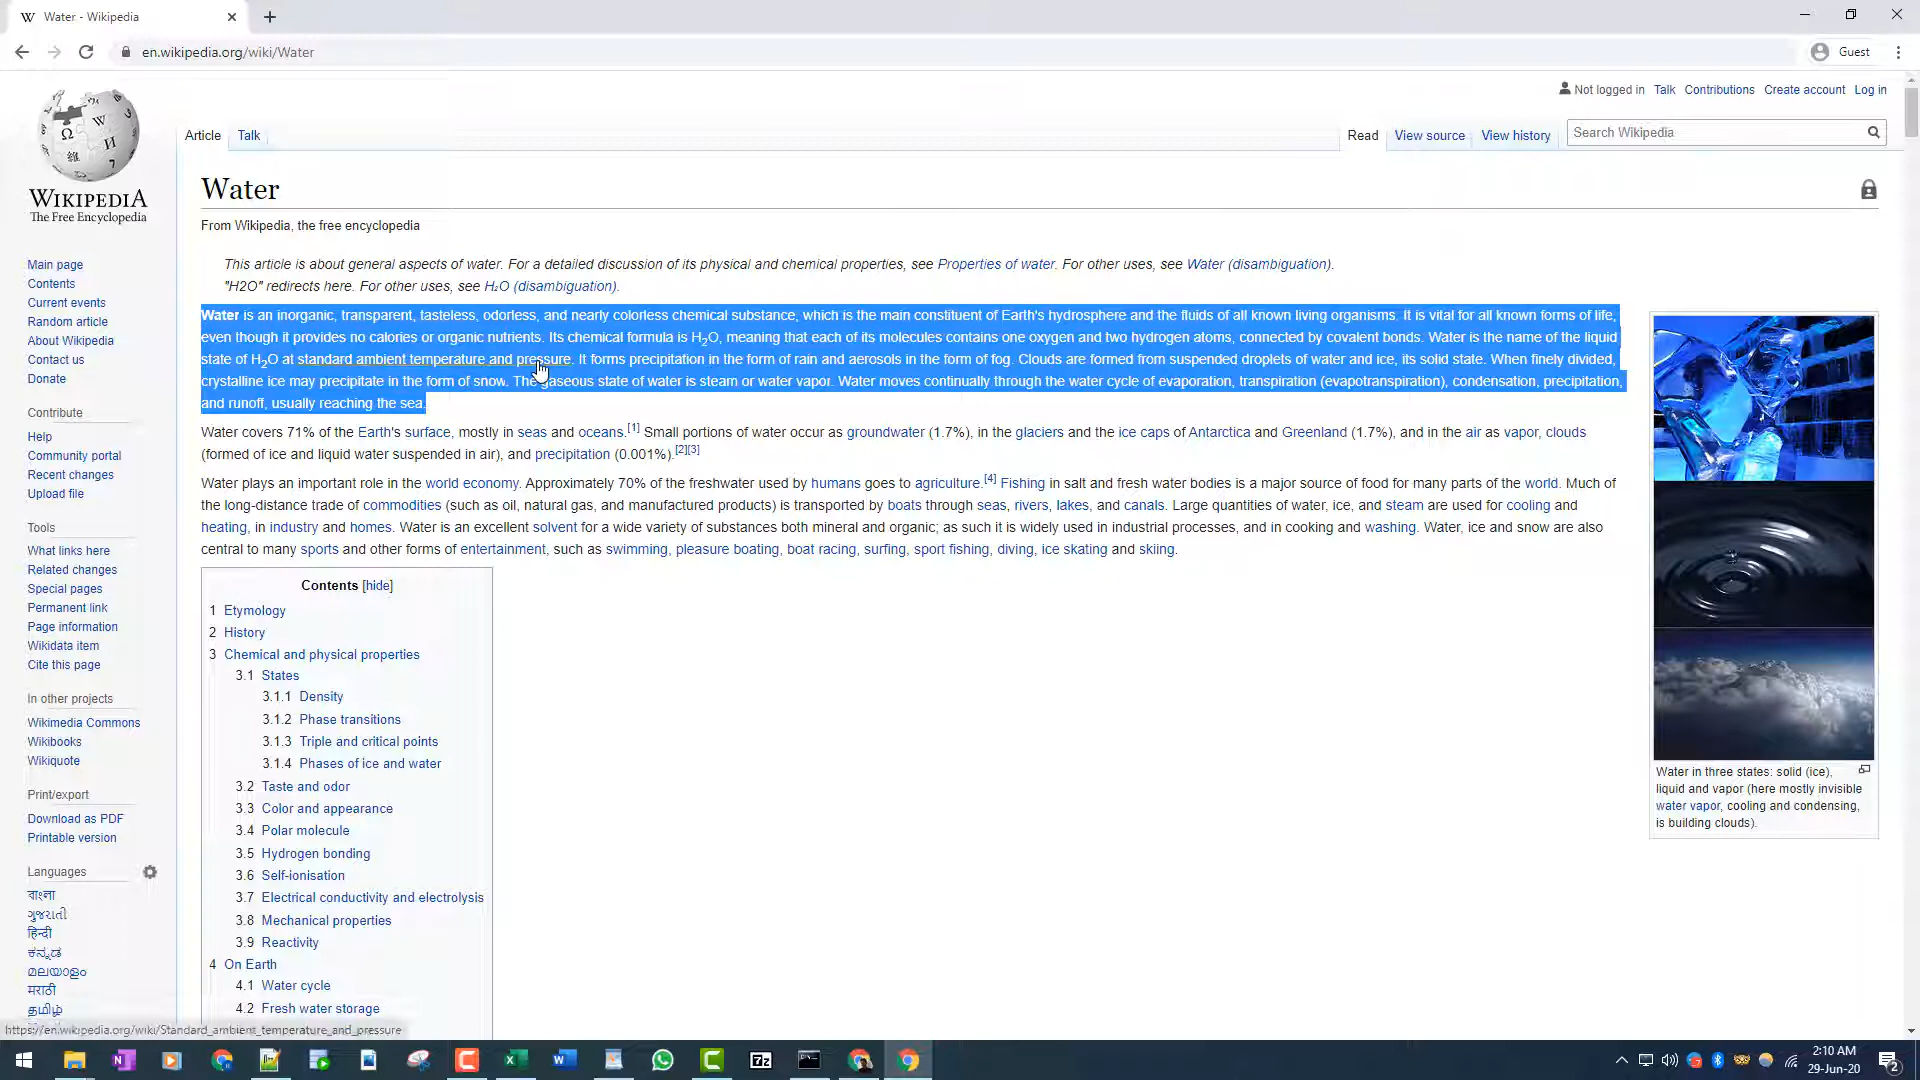 Water - Wikipedia
en.wikipedia.org/wiki/Water
Guest
Not logged in Talk Contributions Create account Log in
Article Talk
Read View source View history
Search Wikipedia
WIKIPEDIA
The Free Encyclopedia
Main page
Contents
Current events
Random article
About Wikipedia
Contact us
Donate
Contribute
Help
Community portal
Recent changes
Upload file
Tools
What links here
Related changes
Special pages
Permanent link
Page information
Wikidata item
Cite this page
In other projects
Wikimedia Commons
Wikibooks
Wikiquote
Print/export
Download as PDF
Printable version
Languages
বাংলা
ગુજરાતી
हिन्दी
ಕನ್ನಡ
മലയാളം
मराठी
தமிழ்
Water
From Wikipedia, the free encyclopedia
This article is about general aspects of water. For a detailed discussion of its physical and chemical properties, see Properties of water. For other uses, see Water (disambiguation).
"H2O" redirects here. For other uses, see H₂O (disambiguation).
Water is an inorganic, transparent, tasteless, odorless, and nearly colorless chemical substance, which is the main constituent of Earth's hydrosphere and the fluids of all known living organisms. It is vital for all known forms of life,
even though it provides no calories or organic nutrients. Its chemical formula is H₂O, meaning that each of its molecules contains one oxygen and two hydrogen atoms, connected by covalent bonds. Water is the name of the liquid
state of H₂O at standard ambient temperature and pressure. It forms precipitation in the form of rain and aerosols in the form of fog. Clouds are formed from suspended droplets of water and ice, its solid state. When finely divided,
crystalline ice may precipitate in the form of snow. The gaseous state of water is steam or water vapor. Water moves continually through the water cycle of evaporation, transpiration (evapotranspiration), condensation, precipitation,
and runoff, usually reaching the sea.
Water covers 71% of the Earth's surface, mostly in seas and oceans.[1] Small portions of water occur as groundwater (1.7%), in the glaciers and the ice caps of Antarctica and Greenland (1.7%), and in the air as vapor, clouds
(formed of ice and liquid water suspended in air), and precipitation (0.001%).[2][3]
Water plays an important role in the world economy. Approximately 70% of the freshwater used by humans goes to agriculture.[4] Fishing in salt and fresh water bodies is a major source of food for many parts of the world. Much of
the long-distance trade of commodities (such as oil, natural gas, and manufactured products) is transported by boats through seas, rivers, lakes, and canals. Large quantities of water, ice, and steam are used for cooling and
heating, in industry and homes. Water is an excellent solvent for a wide variety of substances both mineral and organic; as such it is widely used in industrial processes, and in cooking and washing. Water, ice and snow are also
central to many sports and other forms of entertainment, such as swimming, pleasure boating, boat racing, surfing, sport fishing, diving, ice skating and skiing.
Contents [hide]
1 Etymology
2 History
3 Chemical and physical properties
3.1 States
3.1.1 Density
3.1.2 Phase transitions
3.1.3 Triple and critical points
3.1.4 Phases of ice and water
3.2 Taste and odor
3.3 Color and appearance
3.4 Polar molecule
3.5 Hydrogen bonding
3.6 Self-ionisation
3.7 Electrical conductivity and electrolysis
3.8 Mechanical properties
3.9 Reactivity
4 On Earth
4.1 Water cycle
4.2 Fresh water storage
Water in three states: solid (ice),
liquid and vapor (here mostly invisible
water vapor, cooling and condensing,
is building clouds).
https://en.wikipedia.org/wiki/Standard_ambient_temperature_and_pressure
2:10 AM
29-Jun-20
2